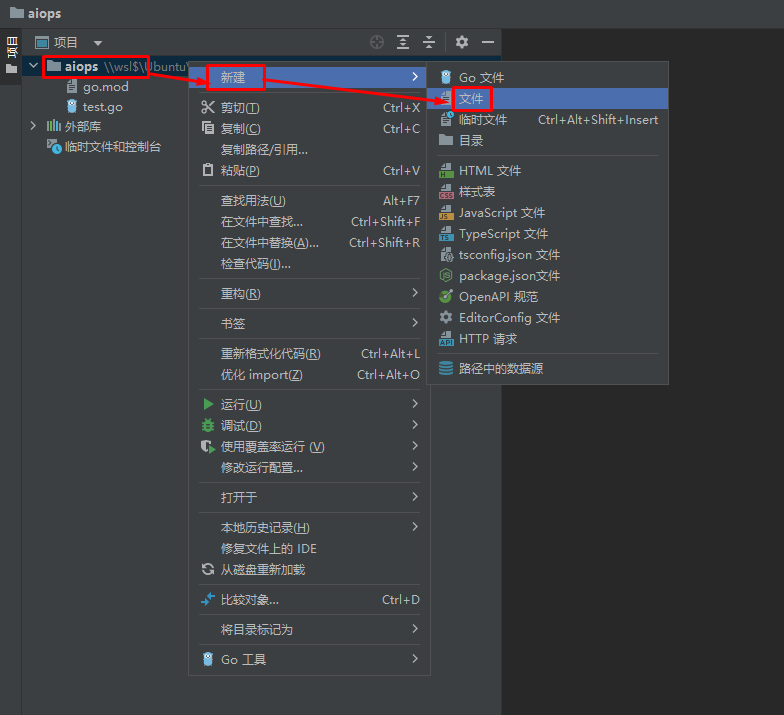 aiops
项目
项目
aiops \\wsl$\Ubuntu\
go.mod
test.go
外部库
临时文件和控制台
新建
剪切(T) Ctrl+X
复制(C) Ctrl+C
复制路径/引用...
粘贴(P) Ctrl+V
查找用法(U) Alt+F7
在文件中查找... Ctrl+Shift+F
在文件中替换(A)... Ctrl+Shift+R
检查代码(I)...
重构(R)
书签
重新格式化代码(R) Ctrl+Alt+L
优化 import(Z) Ctrl+Alt+O
运行(U)
调试(D)
使用覆盖率运行 (V)
修改运行配置...
打开于
本地历史记录(H)
修复文件上的 IDE
从磁盘重新加载
比较对象... Ctrl+D
将目录标记为
Go 工具
Go 文件
文件
临时文件 Ctrl+Alt+Shift+Insert
目录
HTML 文件
样式表
JavaScript 文件
TypeScript 文件
tsconfig.json 文件
package.json文件
OpenAPI 规范
EditorConfig 文件
HTTP 请求
路径中的数据源